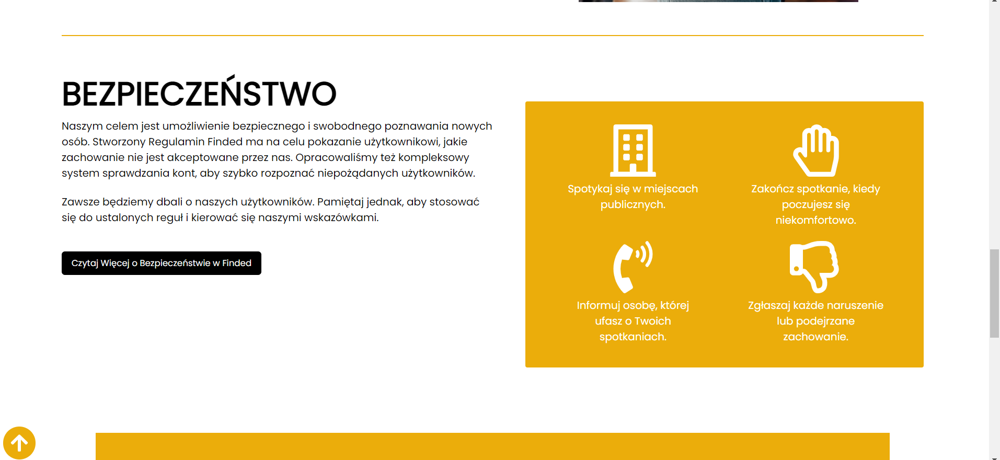 BEZPIECZEŃSTWO
Naszym celem jest umożliwienie bezpiecznego i swobodnego poznawania nowych
osób. Stworzony Regulamin Finded ma na celu pokazanie użytkownikowi, jakie
zachowanie nie jest akceptowane przez nas. Opracowaliśmy też kompleksowy
system sprawdzania kont, aby szybko rozpoznać niepożądanych użytkowników.
Zawsze będziemy dbali o naszych użytkowników. Pamiętaj jednak, aby stosować
się do ustalonych reguł i kierować się naszymi wskazówkami.
Czytaj Więcej o Bezpieczeństwie w Finded
Spotykaj się w miejscach
publicznych.
Zakończ spotkanie, kiedy
poczujesz się
niekomfortowo.
Informuj osobę, której
ufasz o Twoich
spotkaniach.
Zgłaszaj każde naruszenie
lub podejrzane
zachowanie.